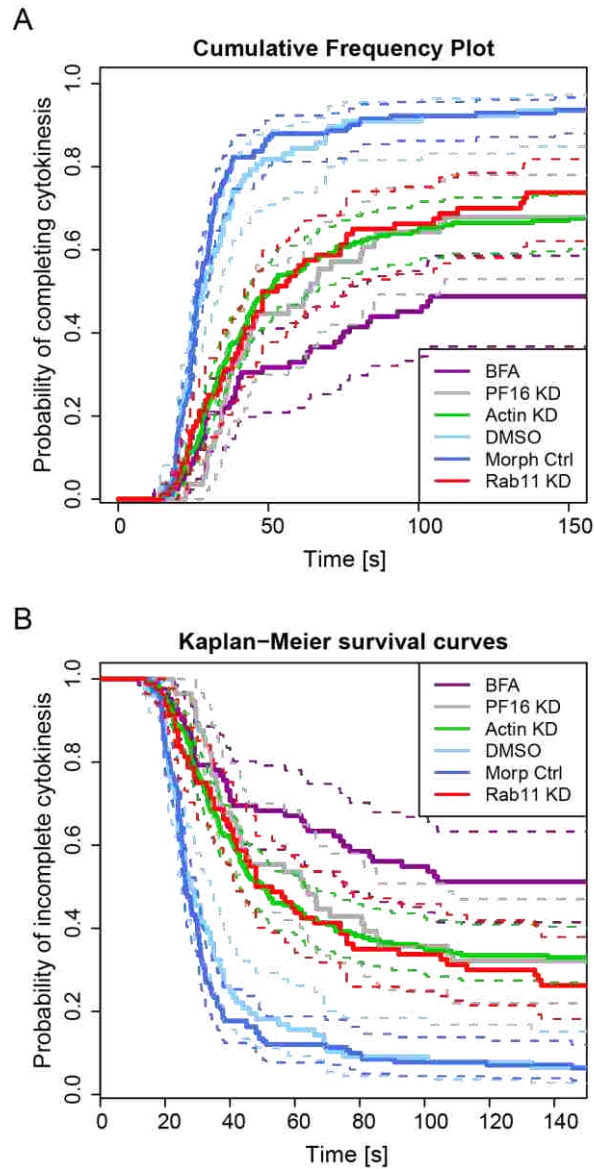 A
Cumulative Frequency Plot
Probability of completing cytokinesis
1.0
0.8
0.6
0.4
0.2
0.0
BFA
PF16 KD
Actin KD
DMSO
Morph Ctrl
Rab11 KD
0 50 100 150
Time [s]
B
Kaplan−Meier survival curves
Probability of incomplete cytokinesis
1.0
0.8
0.6
0.4
0.2
0.0
BFA
PF16 KD
Actin KD
DMSO
Morp Ctrl
Rab11 KD
0 20 40 60 80 100 120 140
Time [s]